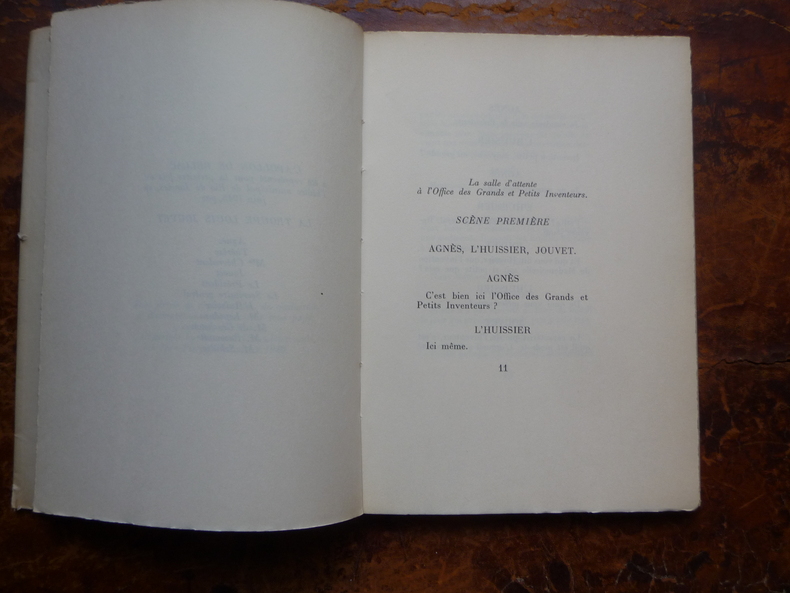 La salle d'attente
à l'Office des Grands et Petits Inventeurs.
SCÈNE PREMIÈRE
AGNÈS, L'HUISSIER, JOUVET.
AGNÈS
C'est bien ici l'Office des Grands et
Petits Inventeurs ?
L'HUISSIER
Ici même.
11